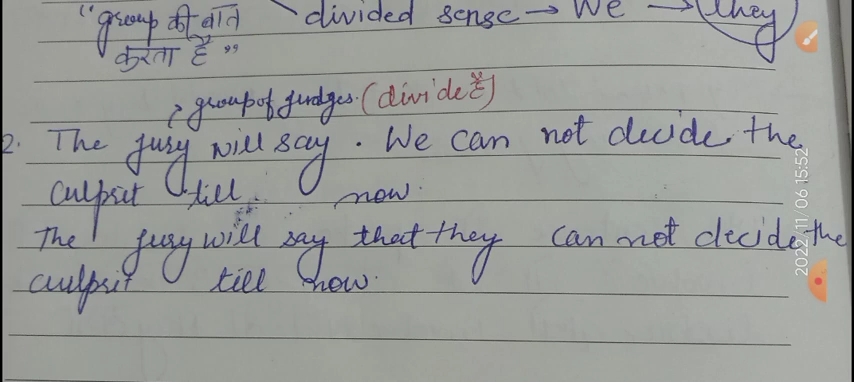 "group की बात divided sense → We → they
करता है"
→ group of judges. (divide है)
2. The jury will say. We can not decide the
culprit till now.
The jury will say that they can not decide the
culprit till now.
2022/11/06 15:52